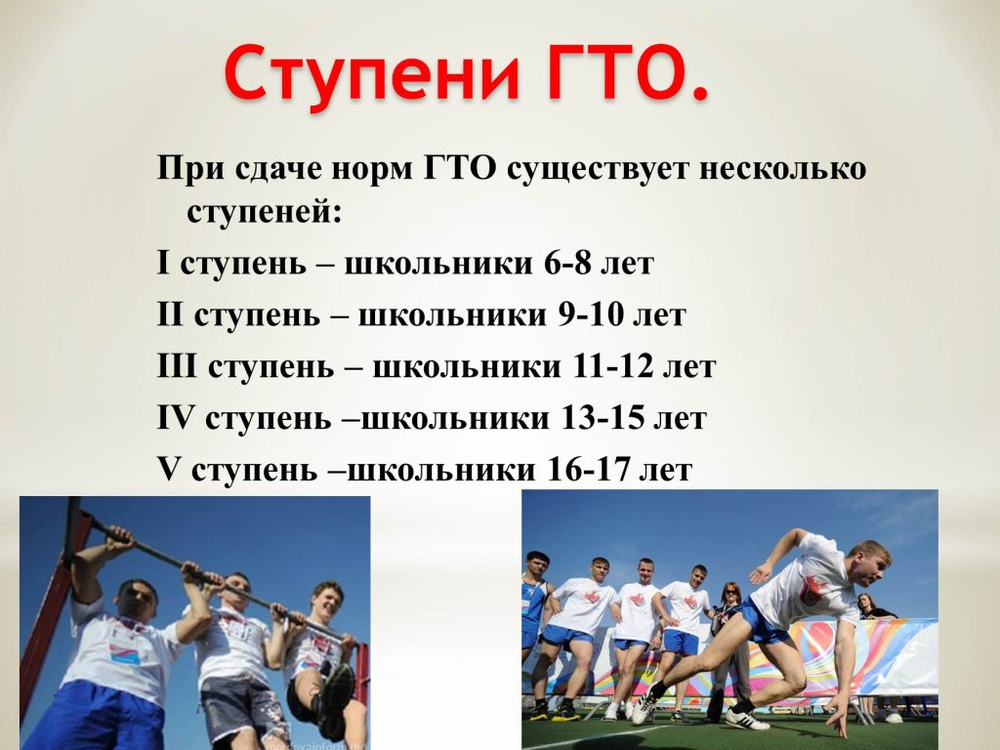 Ступени ГТО.
При сдаче норм ГТО существует несколько
ступеней:
I ступень – школьники 6-8 лет
II ступень – школьники 9-10 лет
III ступень – школьники 11-12 лет
IV ступень –школьники 13-15 лет
V ступень –школьники 16-17 лет